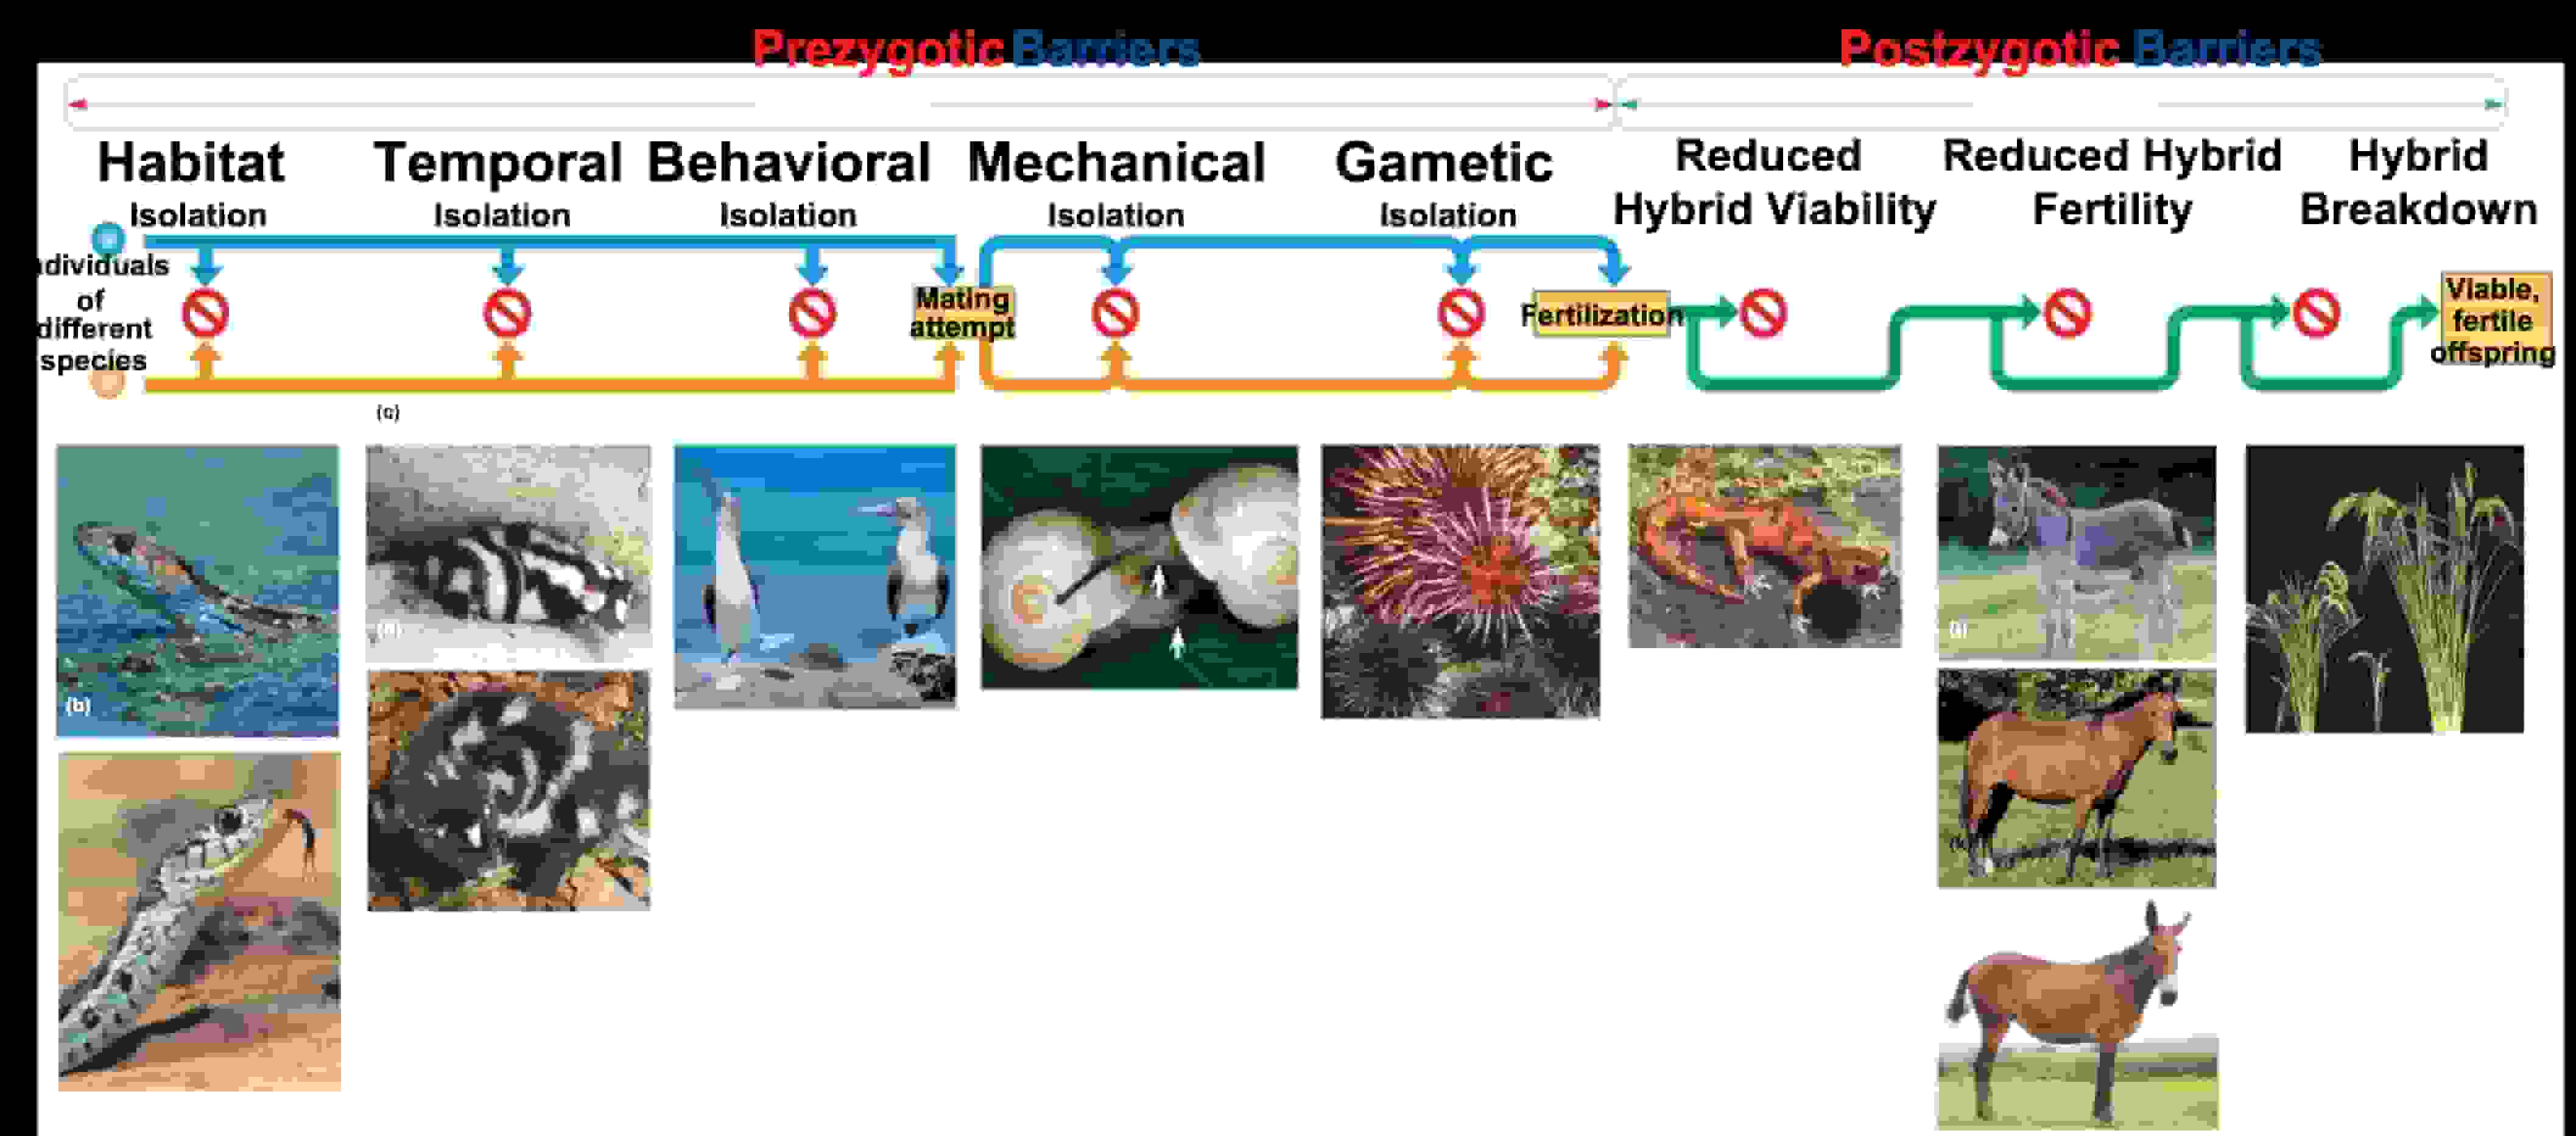 Prezygotic Barriers
Postzygotic Barriers
Habitat
Isolation
Temporal
Isolation
Behavioral
Isolation
Mechanical
Isolation
Gametic
Isolation
Reduced
Hybrid Viability
Reduced Hybrid
Fertility
Hybrid
Breakdown
dividuals
of
different
species
Mating
attempt
Fertilization
Viable,
fertile
offspring
(c)
(b)